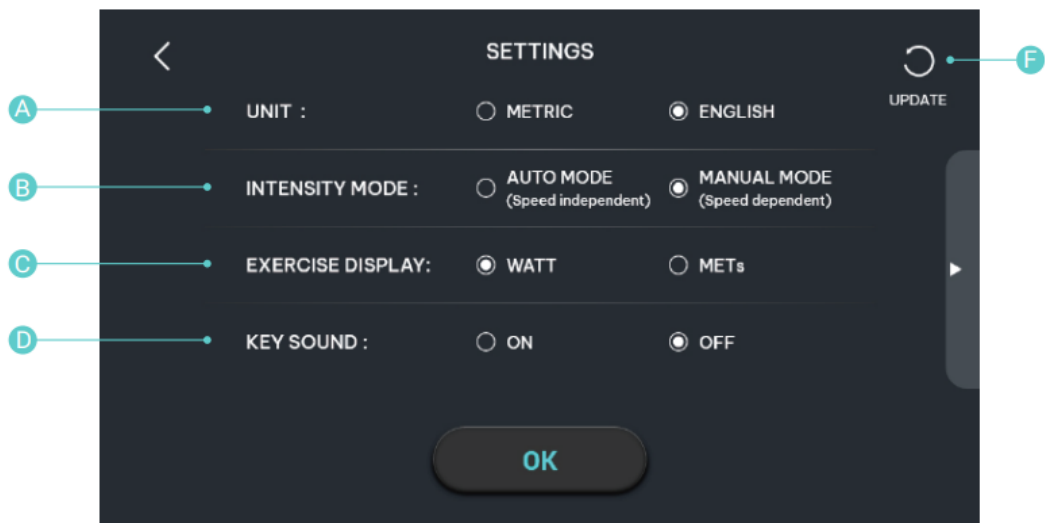 SETTINGS
F
UPDATE
A UNIT : METRIC ENGLISH
B INTENSITY MODE : AUTO MODE (Speed independent) MANUAL MODE (Speed dependent)
C EXERCISE DISPLAY: WATT METs
D KEY SOUND : ON OFF
OK